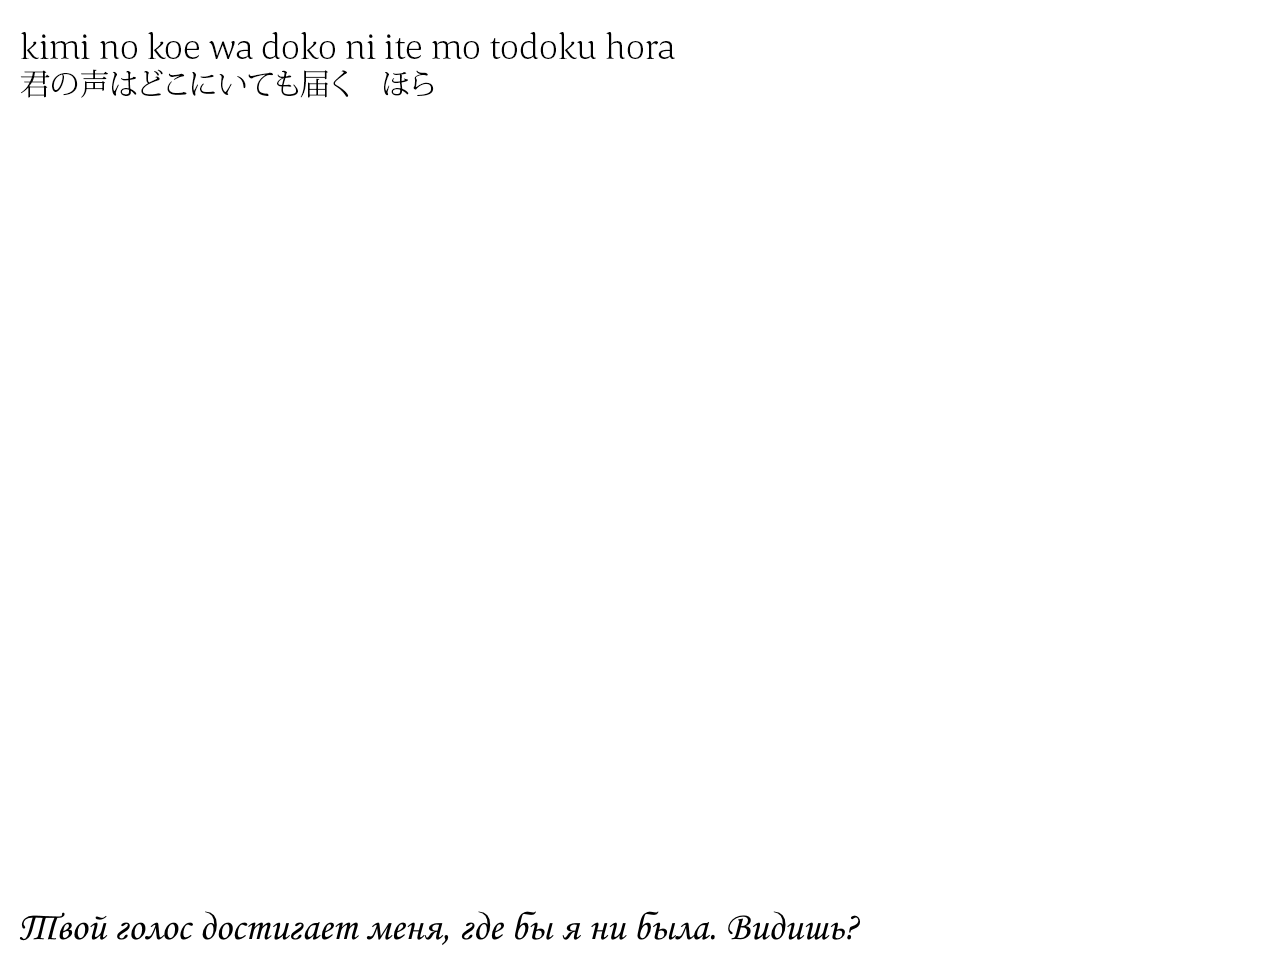 kimi no koe wa doko ni ite mo todoku hora
君の声はどこにいても届く　ほら
Твой голос достигает меня, где бы я ни была. Видишь?